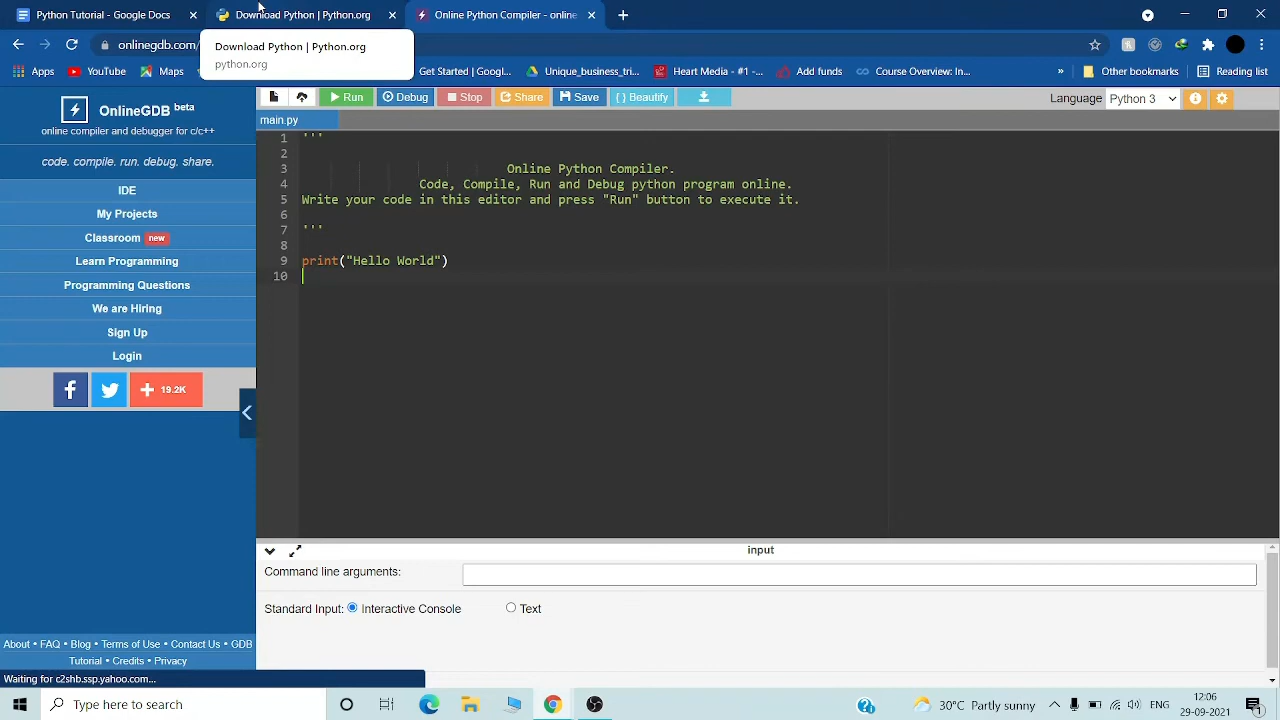 Python Tutorial - Google Docs
Download Python | Python.org
Online Python Compiler - online
onlinegdb.com/
Download Python | Python.org
python.org
Apps
YouTube
Maps
Get Started | Googl...
Unique_business_tri...
Heart Media - #1 -...
Add funds
Course Overview: In...
»
Other bookmarks
Reading list
OnlineGDB beta
online compiler and debugger for c/c++
code. compile. run. debug. share.
IDE
My Projects
Classroom new
Learn Programming
Programming Questions
We are Hiring
Sign Up
Login
f
+ 19.2K
About • FAQ • Blog • Terms of Use • Contact Us • GDB
Tutorial • Credits • Privacy
Waiting for c2shb.ssp.yahoo.com...
Run
Debug
Stop
Share
Save
{ } Beautify
Language Python 3
main.py
1 '''
2
3 Online Python Compiler.
4 Code, Compile, Run and Debug python program online.
5 Write your code in this editor and press "Run" button to execute it.
6
7 '''
8
9 print("Hello World")
10
input
Command line arguments:
Standard Input: Interactive Console Text
Type here to search
30°C Partly sunny
ENG
12:06
29-09-2021
1